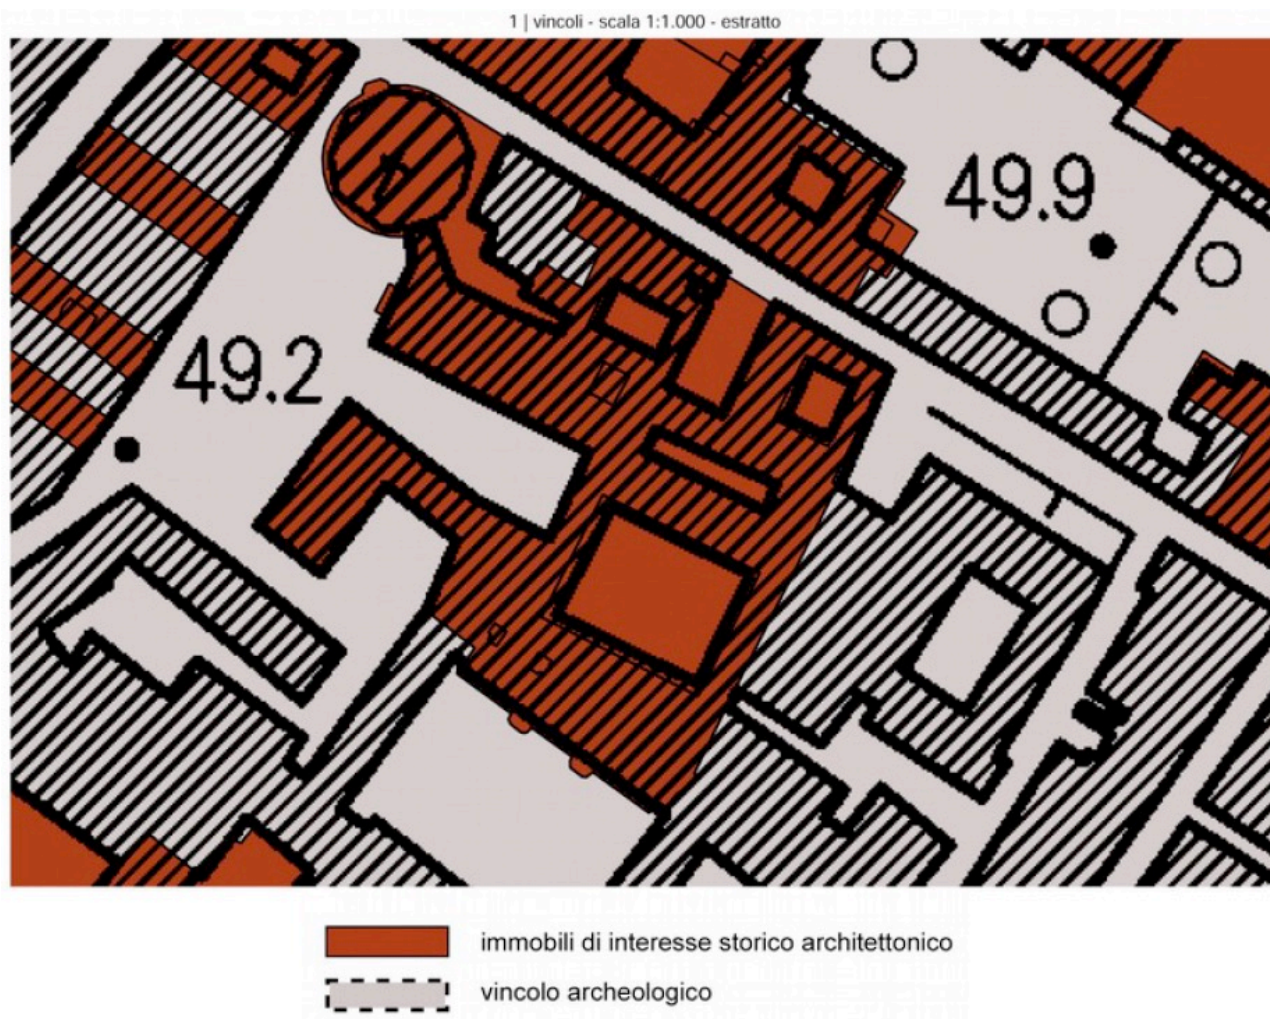 1 | vincoli - scala 1:1.000 - estratto
49.9
49.2
immobili di interesse storico architettonico
vincolo archeologico